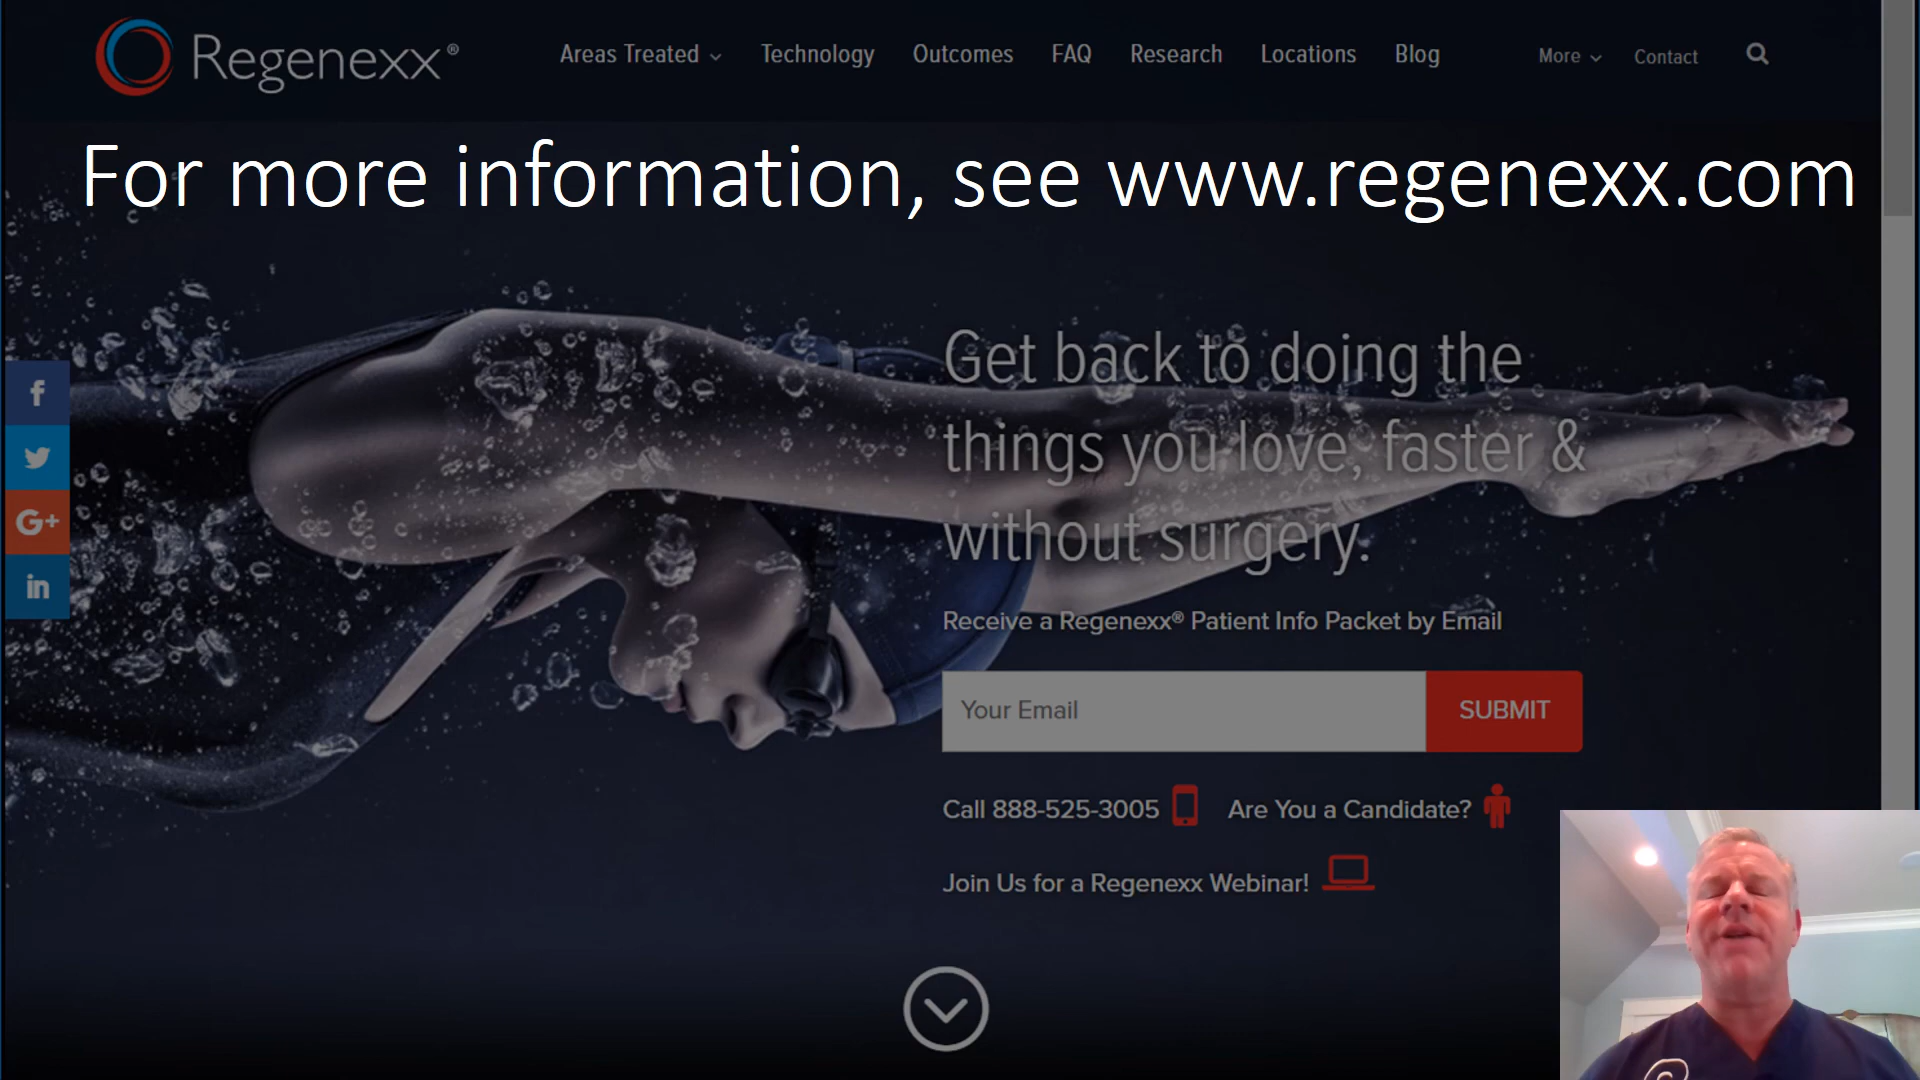 Regenexx®
Areas Treated Technology Outcomes FAQ Research Locations Blog More Contact
For more information, see www.regenexx.com
Get back to doing the
things you love, faster &
without surgery.
f
G+
in
Receive a Regenexx® Patient Info Packet by Email
Your Email SUBMIT
Call 888-525-3005 Are You a Candidate?
Join Us for a Regenexx Webinar!